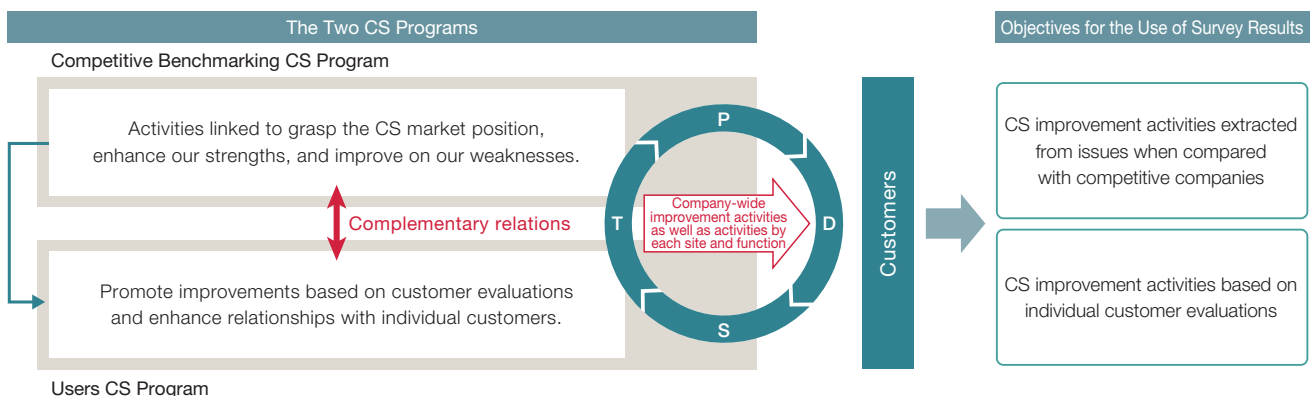 The Two CS Programs
Competitive Benchmarking CS Program
Activities linked to grasp the CS market position,
enhance our strengths, and improve on our weaknesses.
Complementary relations
Promote improvements based on customer evaluations
and enhance relationships with individual customers.
Users CS Program
P
D
S
T
Company-wide
improvement activities
as well as activities by
each site and function
Customers
Objectives for the Use of Survey Results
CS improvement activities extracted
from issues when compared
with competitive companies
CS improvement activities based on
individual customer evaluations